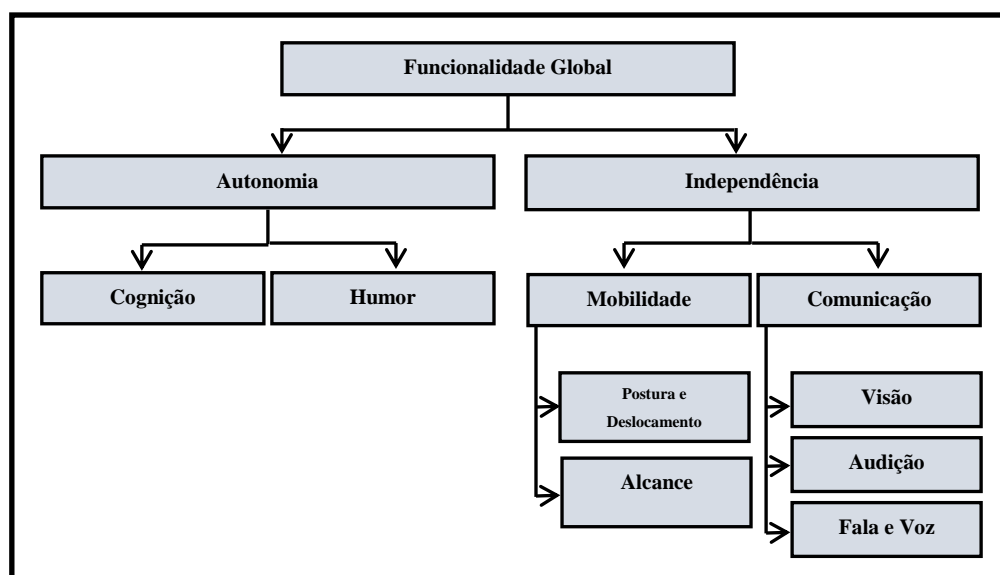 Funcionalidade Global
Autonomia
Independência
Cognição
Humor
Mobilidade
Comunicação
Postura e
Deslocamento
Alcance
Visão
Audição
Fala e Voz